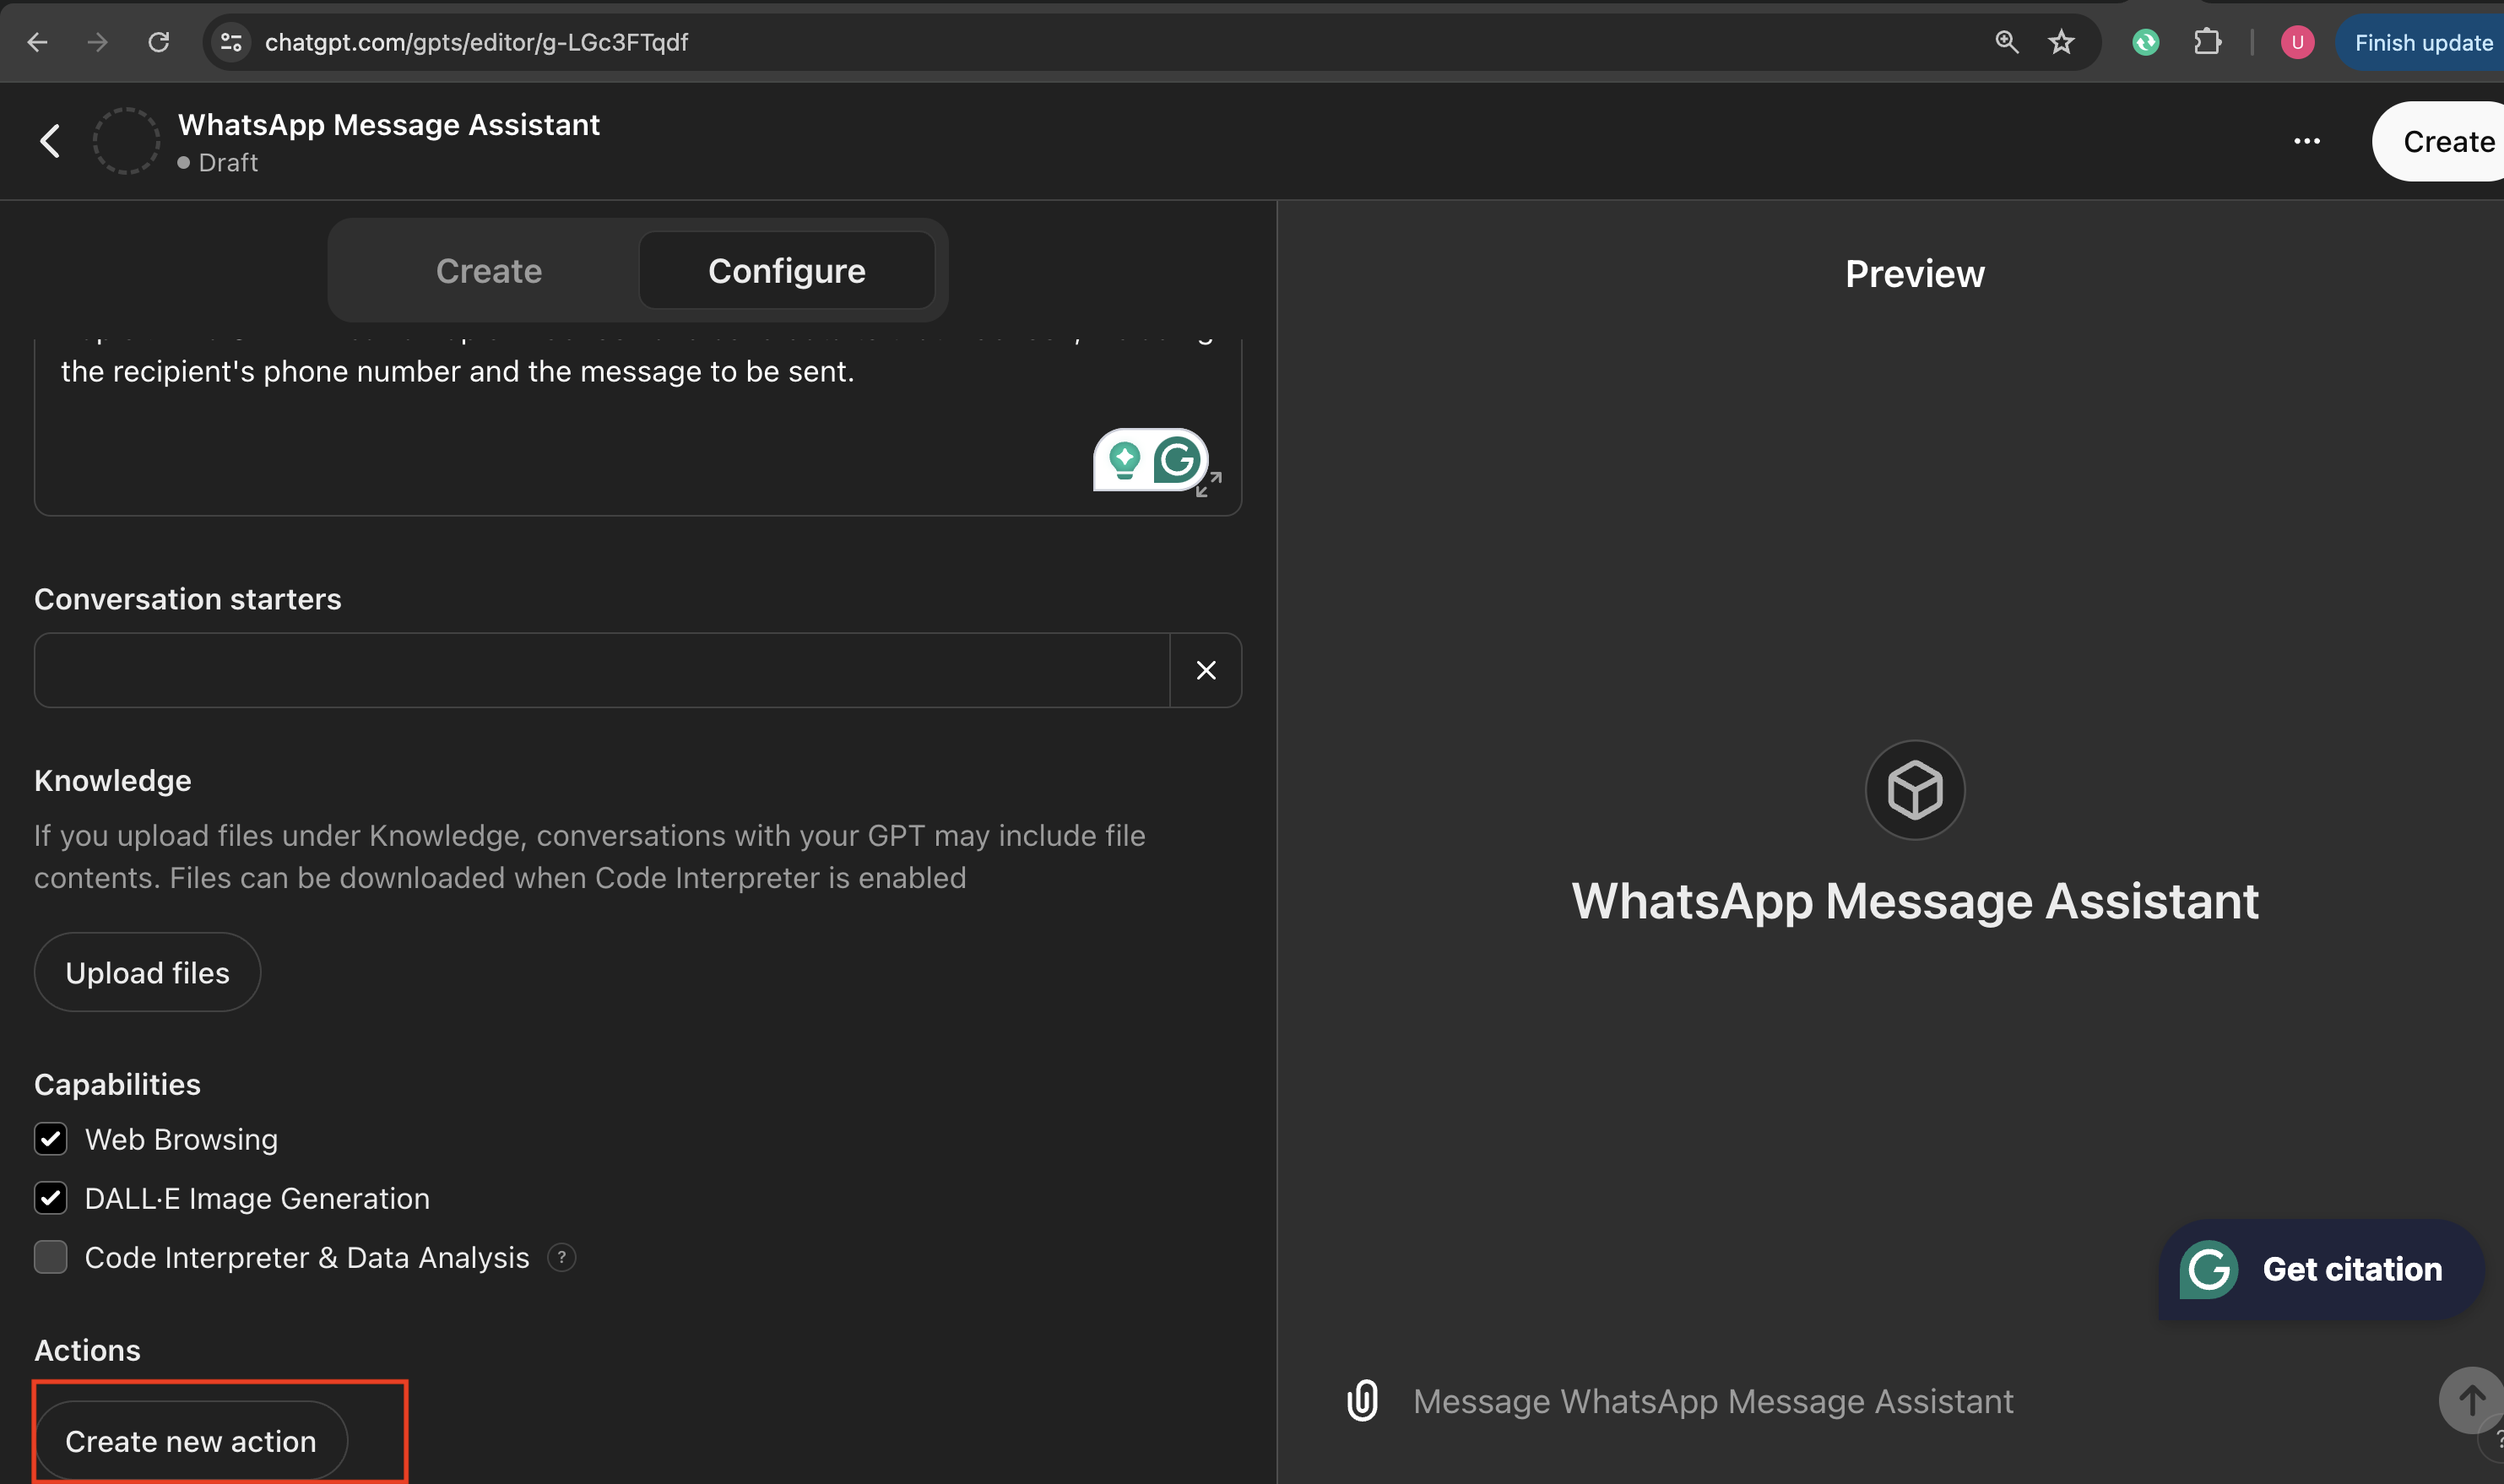 chatgpt.com/gpts/editor/g-LGc3FTqdf
U
Finish update
WhatsApp Message Assistant
Draft
Create
Create
Configure
Preview
the recipient's phone number and the message to be sent.
Conversation starters
Knowledge
If you upload files under Knowledge, conversations with your GPT may include file
contents. Files can be downloaded when Code Interpreter is enabled
Upload files
WhatsApp Message Assistant
Capabilities
Web Browsing
DALL·E Image Generation
Code Interpreter & Data Analysis ?
Get citation
Actions
Create new action
Message WhatsApp Message Assistant
?